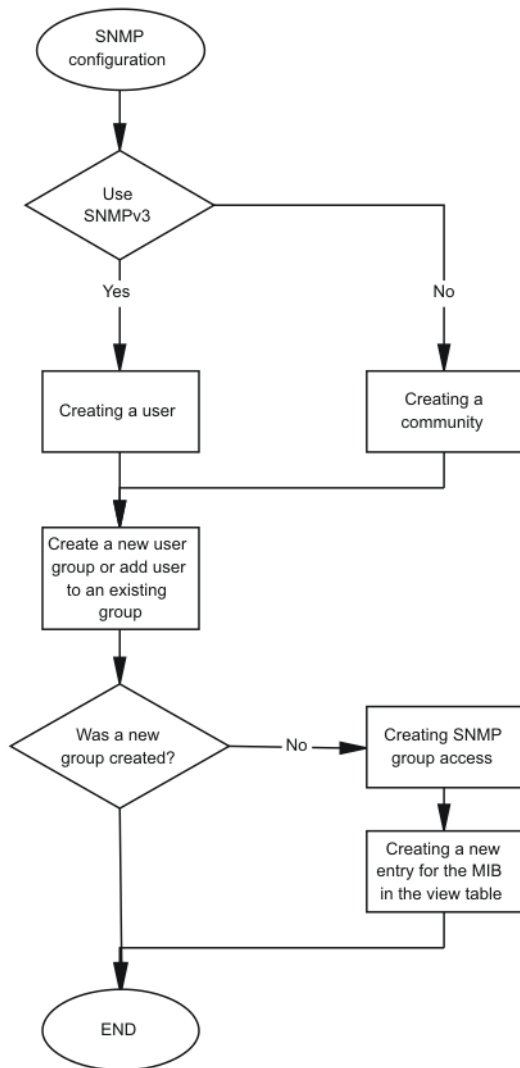 SNMP
configuration
Use
SNMPv3
Yes
No
Creating a user
Creating a
community
Create a new user
group or add user
to an existing
group
Was a new
group created?
No
Creating SNMP
group access
Creating a new
entry for the MIB
in the view table
END